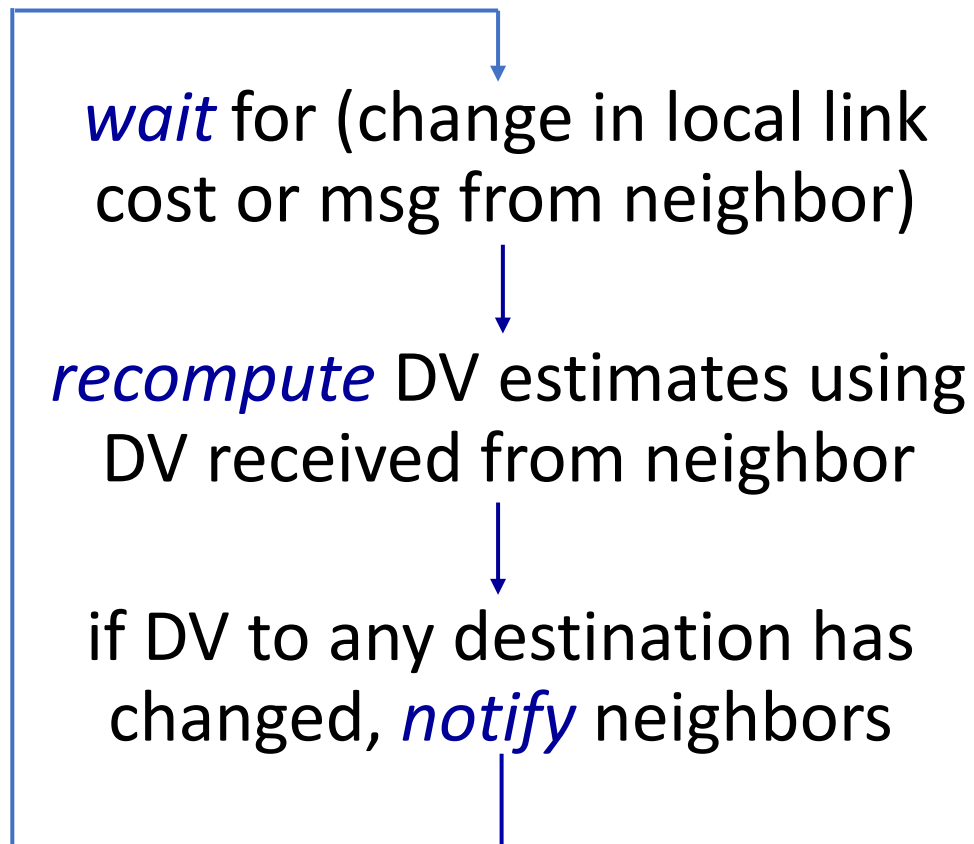 wait for (change in local link
cost or msg from neighbor)
recompute DV estimates using
DV received from neighbor
if DV to any destination has
changed, notify neighbors